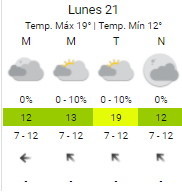 Lunes 21
Temp. Máx 19° | Temp. Mín 12°
M M T N
0% 0 - 10% 0 - 10% 0%
12 13 19 12
7 - 12 7 - 12 7 - 12 7 - 12
- - - -